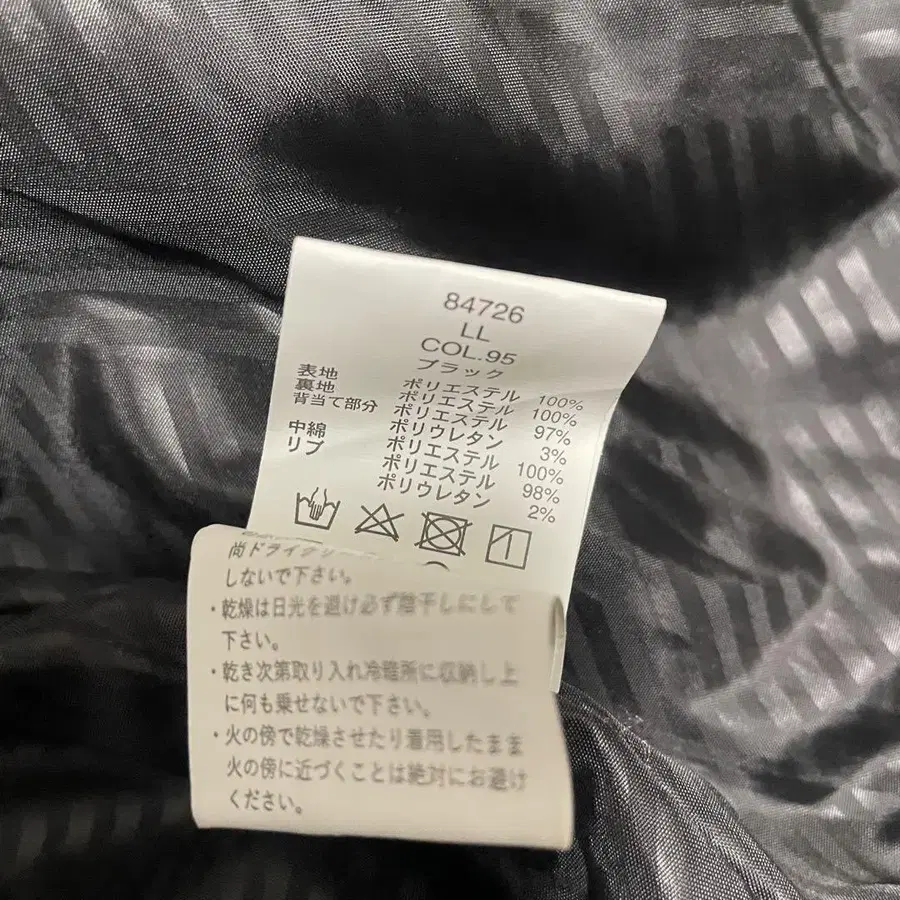 84726
LL
COL.95
ブラック
表地 ポリエステル 100%
裏地 ポリエステル 100%
背当て部分 ポリエステル 97%
ポリウレタン 3%
中綿 ポリエステル 100%
リブ ポリエステル 98%
ポリウレタン 2%
尚ドライクリー
しないで下さい。
・乾燥は日光を避け必ず陰干しにして
下さい。
・乾き次第取り入れ冷暗所に収納し上
に何も乗せないで下さい。
・火の傍で乾燥させたり着用したまま
火の傍に近づくことは絶対にお避け
ください。